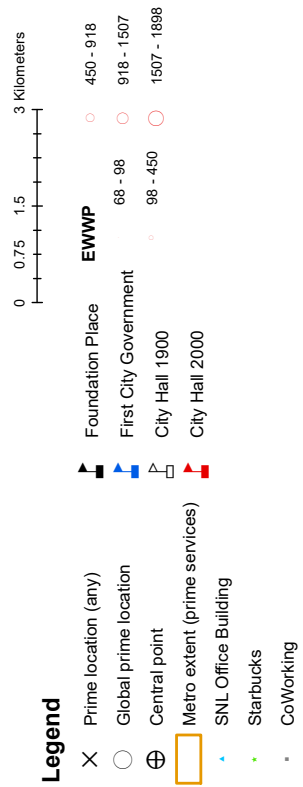 Legend
Prime location (any)
Global prime location
Central point
Metro extent (prime services)
SNL Office Building
Starbucks
CoWorking
Foundation Place
First City Government
City Hall 1900
City Hall 2000
EWWP
68 - 98
98 - 450
450 - 918
918 - 1507
1507 - 1898
0 0.75 1.5 3 Kilometers